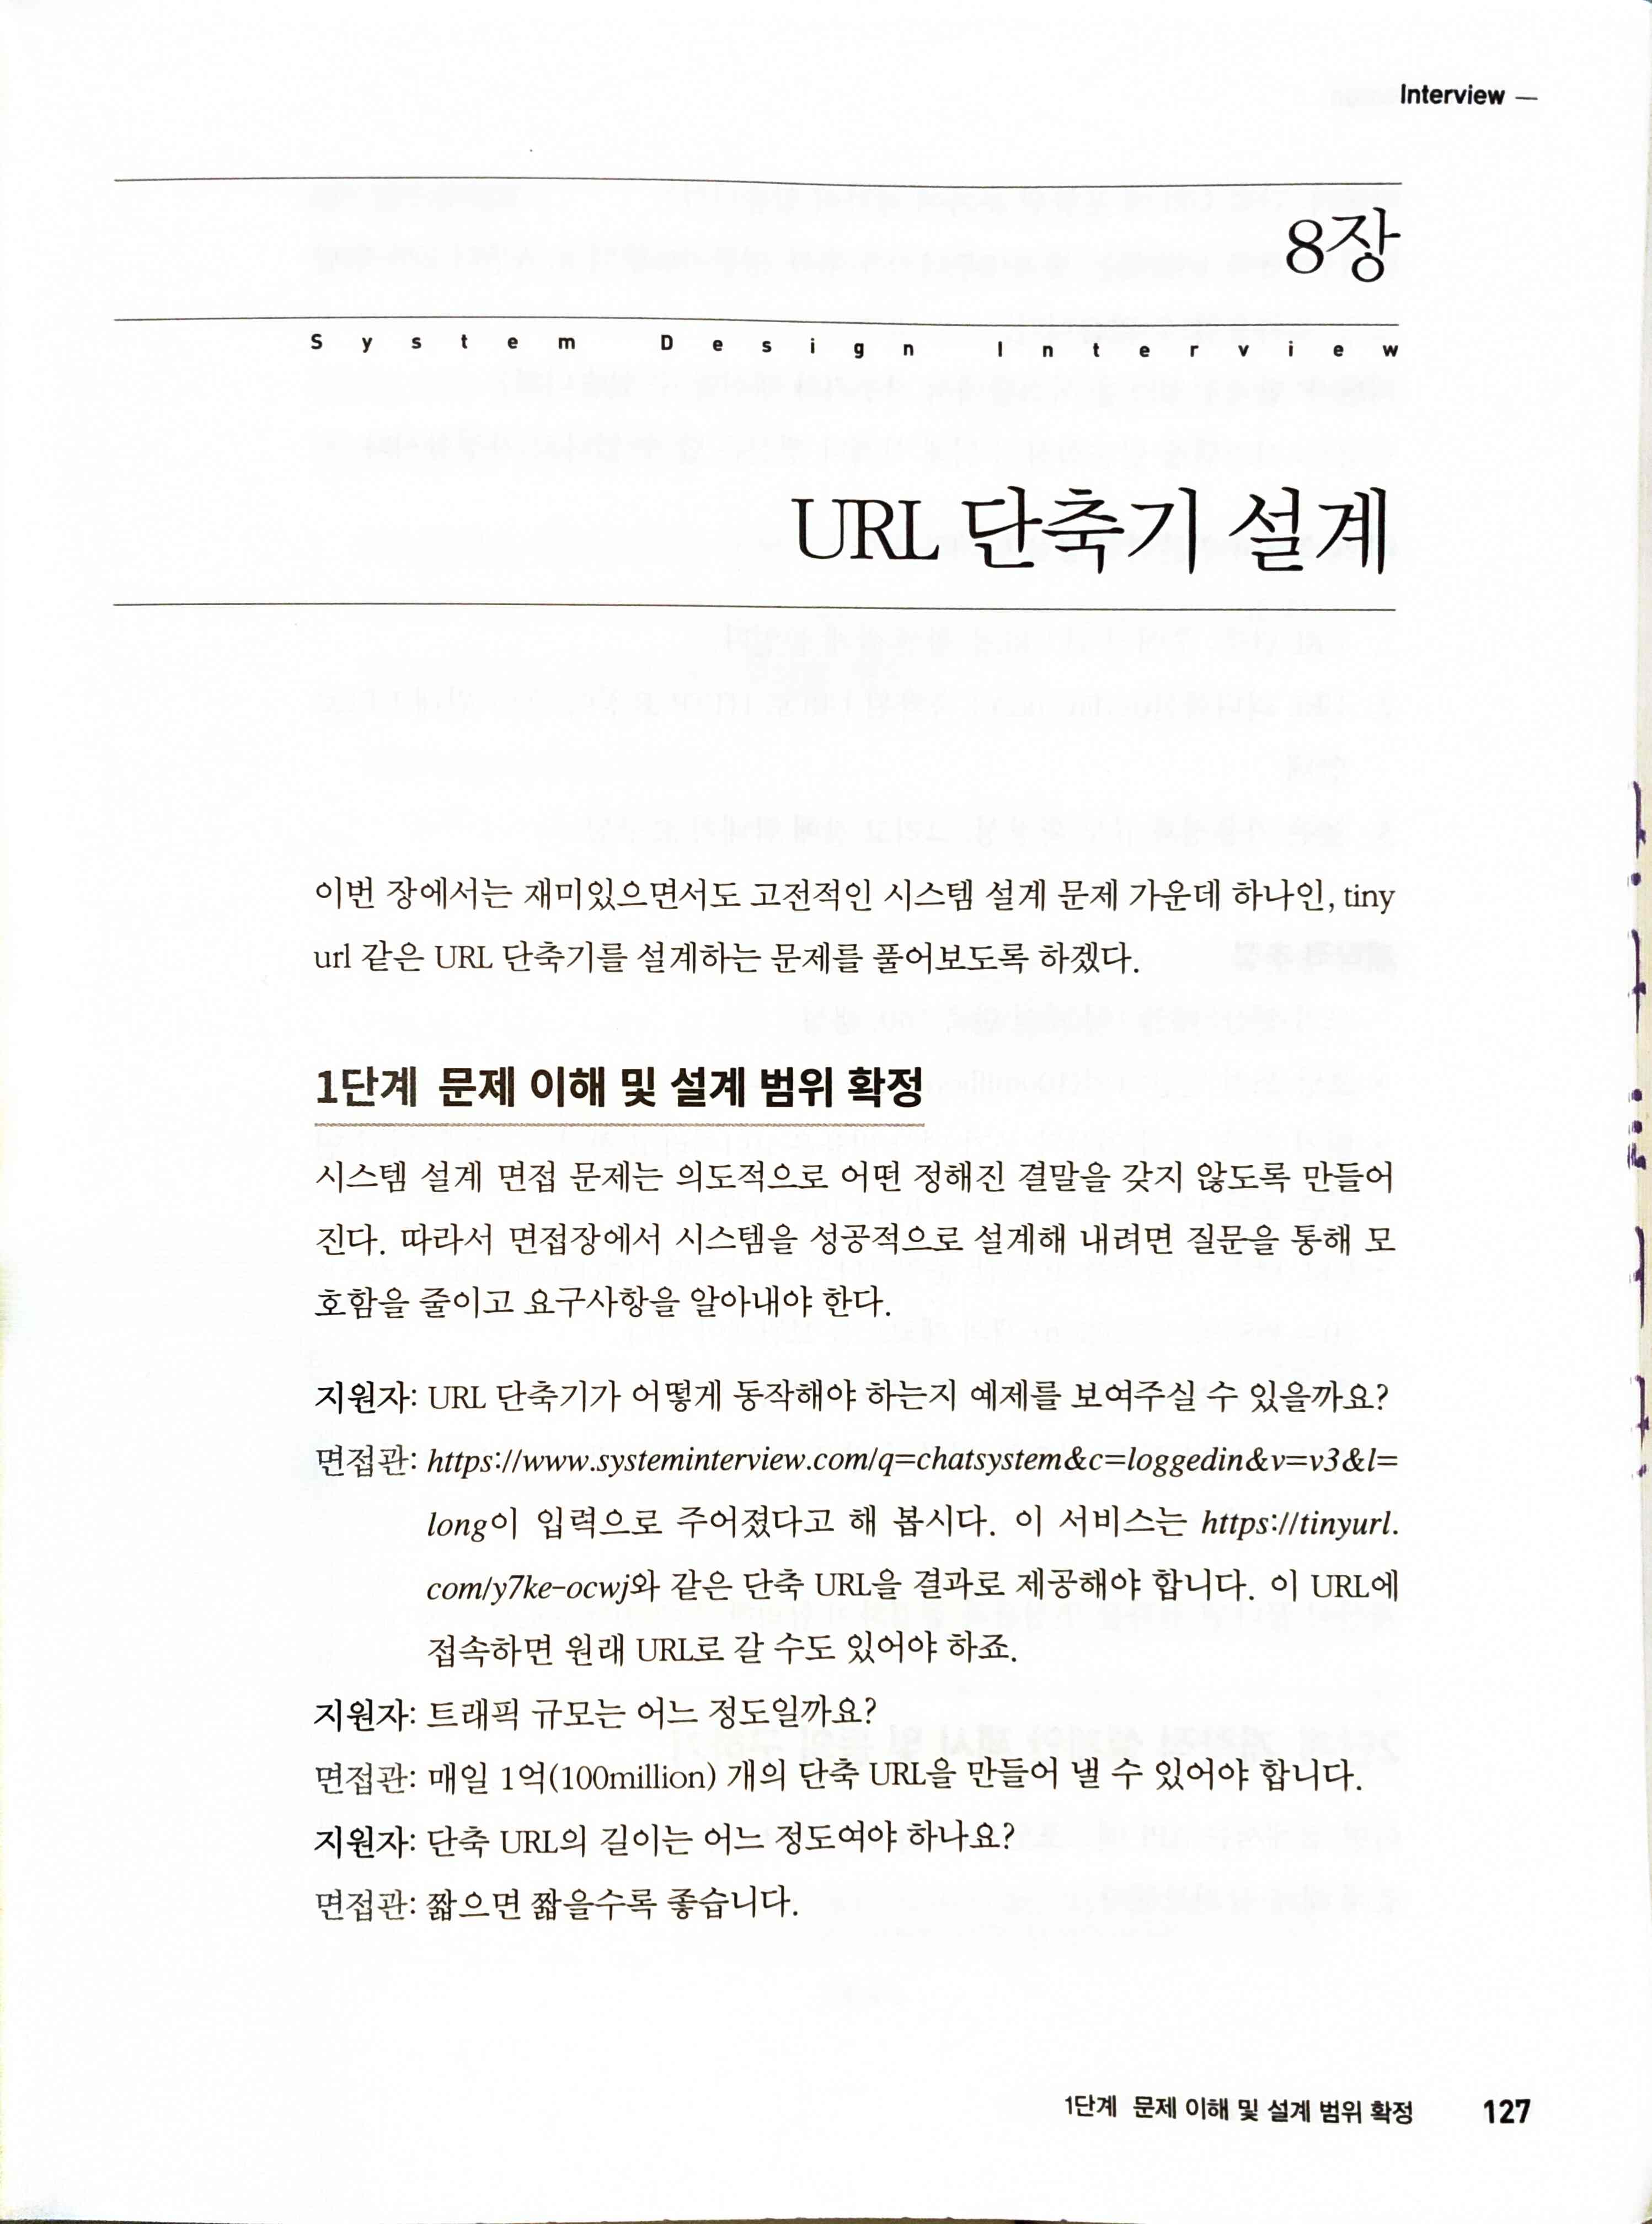 Interview —
8장
System Design Interview
URL 단축기 설계
이번 장에서는 재미있으면서도 고전적인 시스템 설계 문제 가운데 하나인, tiny
url 같은 URL 단축기를 설계하는 문제를 풀어보도록 하겠다.
1단계 문제 이해 및 설계 범위 확정
시스템 설계 면접 문제는 의도적으로 어떤 정해진 결말을 갖지 않도록 만들어
진다. 따라서 면접장에서 시스템을 성공적으로 설계해 내려면 질문을 통해 모
호함을 줄이고 요구사항을 알아내야 한다.
지원자: URL 단축기가 어떻게 동작해야 하는지 예제를 보여주실 수 있을까요?
면접관: https://www.systeminterview.com/q=chatsystem&c=loggedin&v=v3&l=
long이 입력으로 주어졌다고 해 봅시다. 이 서비스는 https://tinyurl.
com/y7ke-ocwj와 같은 단축 URL을 결과로 제공해야 합니다. 이 URL에
접속하면 원래 URL로 갈 수도 있어야 하죠.
지원자: 트래픽 규모는 어느 정도일까요?
면접관: 매일 1억(100million) 개의 단축 URL을 만들어 낼 수 있어야 합니다.
지원자: 단축 URL의 길이는 어느 정도여야 하나요?
면접관: 짧으면 짧을수록 좋습니다.
1단계 문제 이해 및 설계 범위 확정 127